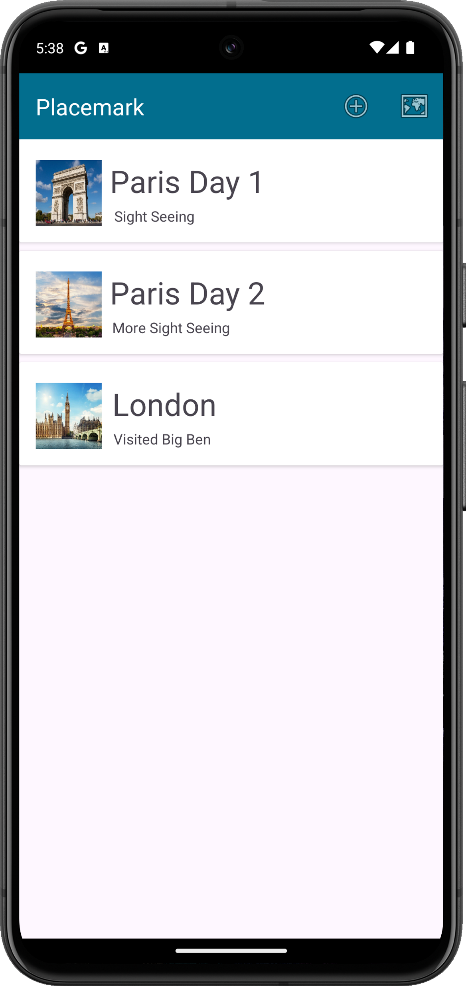 5:38 G A
Placemark
Paris Day 1
Sight Seeing
Paris Day 2
More Sight Seeing
London
Visited Big Ben